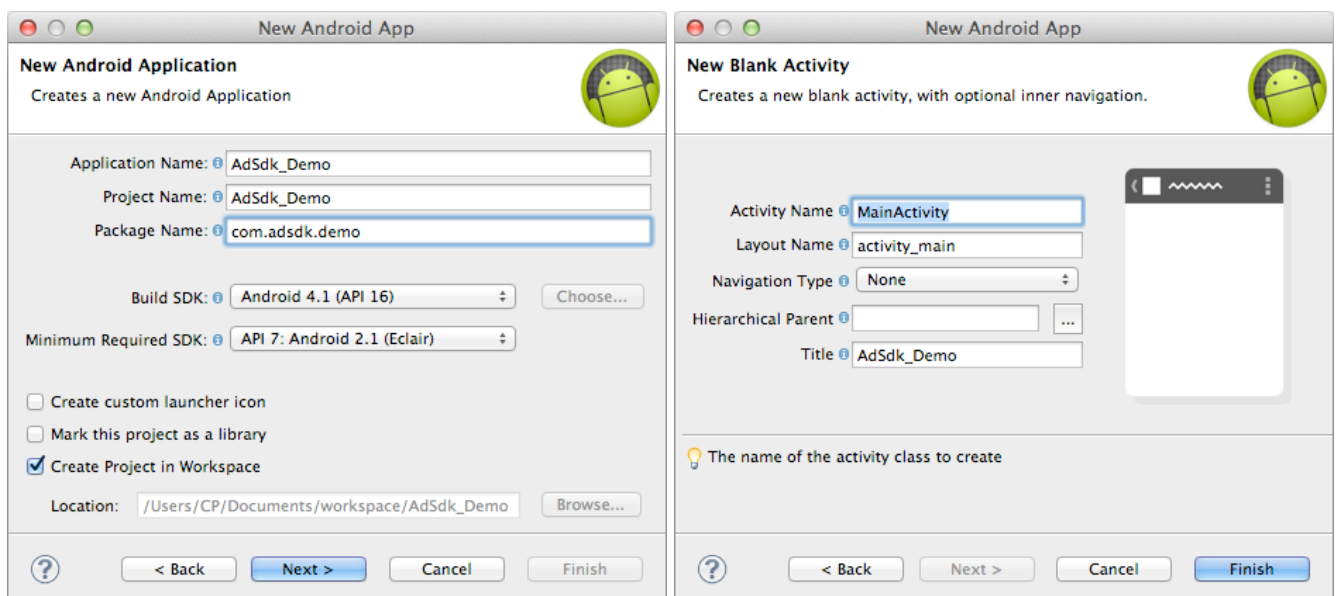 New Android App
New Android Application
Creates a new Android Application
Application Name: AdSdk_Demo
Project Name: AdSdk_Demo
Package Name: com.adsdk.demo
Build SDK: Android 4.1 (API 16) Choose...
Minimum Required SDK: API 7: Android 2.1 (Eclair)
Create custom launcher icon
Mark this project as a library
Create Project in Workspace
Location: /Users/CP/Documents/workspace/AdSdk_Demo Browse...
? < Back Next > Cancel Finish
New Android App
New Blank Activity
Creates a new blank activity, with optional inner navigation.
Activity Name MainActivity
Layout Name activity_main
Navigation Type None
Hierarchical Parent ...
Title AdSdk_Demo
The name of the activity class to create
? < Back Next > Cancel Finish